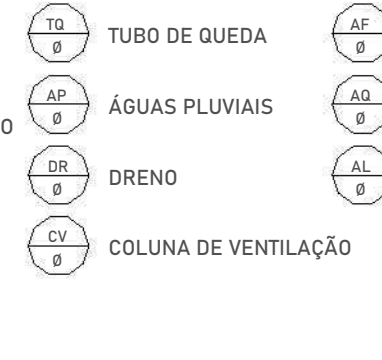 TQ
Ø
TUBO DE QUEDA
AF
Ø
O
AP
Ø
ÁGUAS PLUVIAIS
AQ
Ø
DR
Ø
DRENO
AL
Ø
CV
Ø
COLUNA DE VENTILAÇÃO